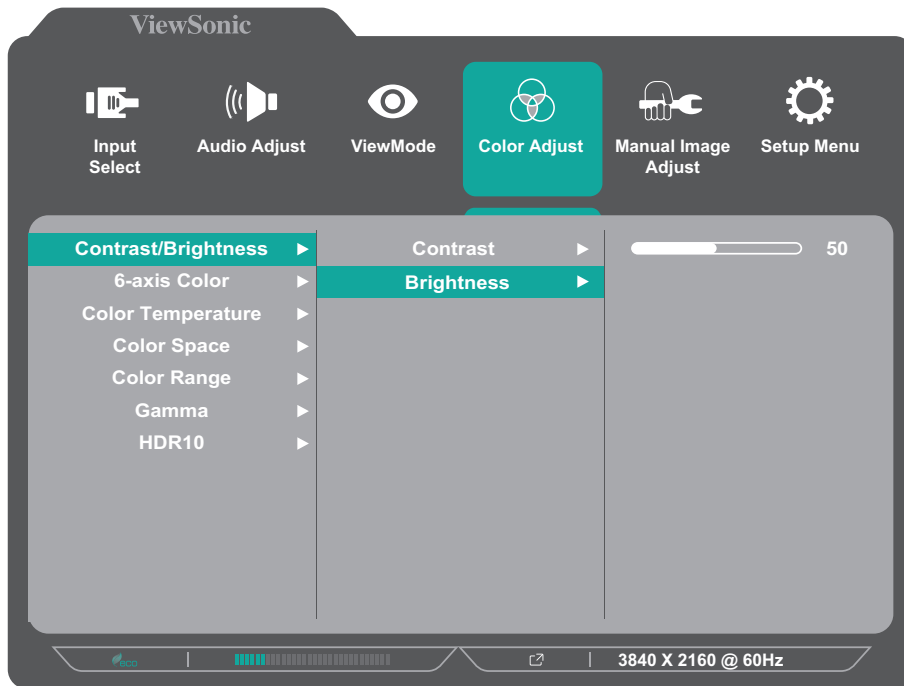 ViewSonic
Input
Select
Audio Adjust
ViewMode
Color Adjust
Manual Image
Adjust
Setup Menu
Contrast/Brightness
6-axis Color
Color Temperature
Color Space
Color Range
Gamma
HDR10
Contrast
Brightness
50
eco
3840 X 2160 @ 60Hz